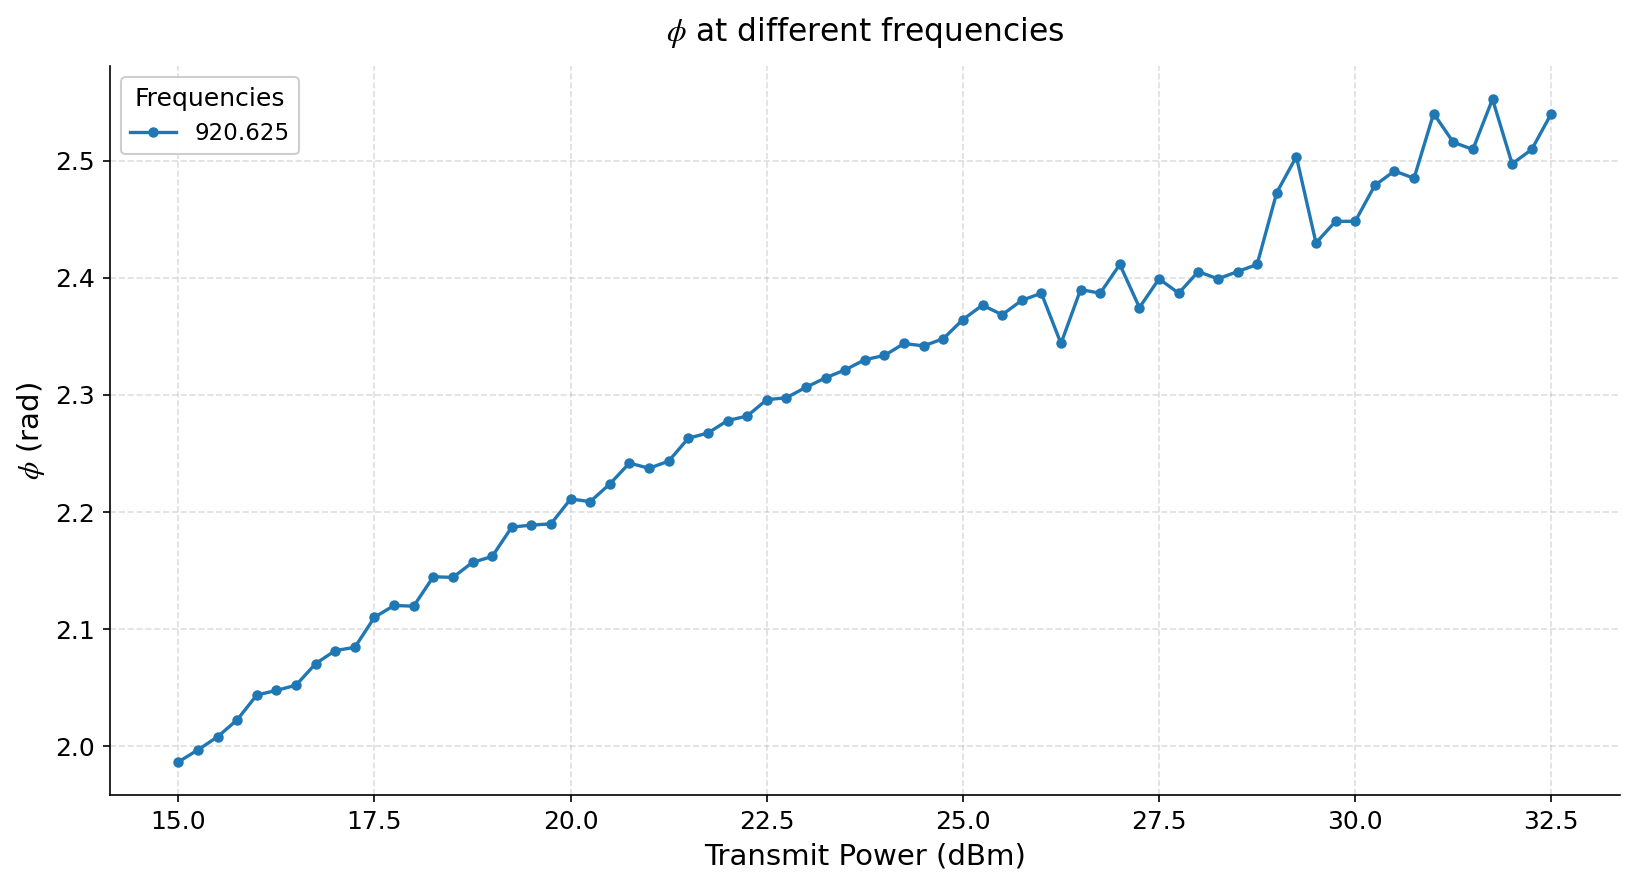 ϕ at different frequencies
Frequencies
920.625
ϕ (rad)
2.5
2.4
2.3
2.2
2.1
2.0
15.0 17.5 20.0 22.5 25.0 27.5 30.0 32.5
Transmit Power (dBm)